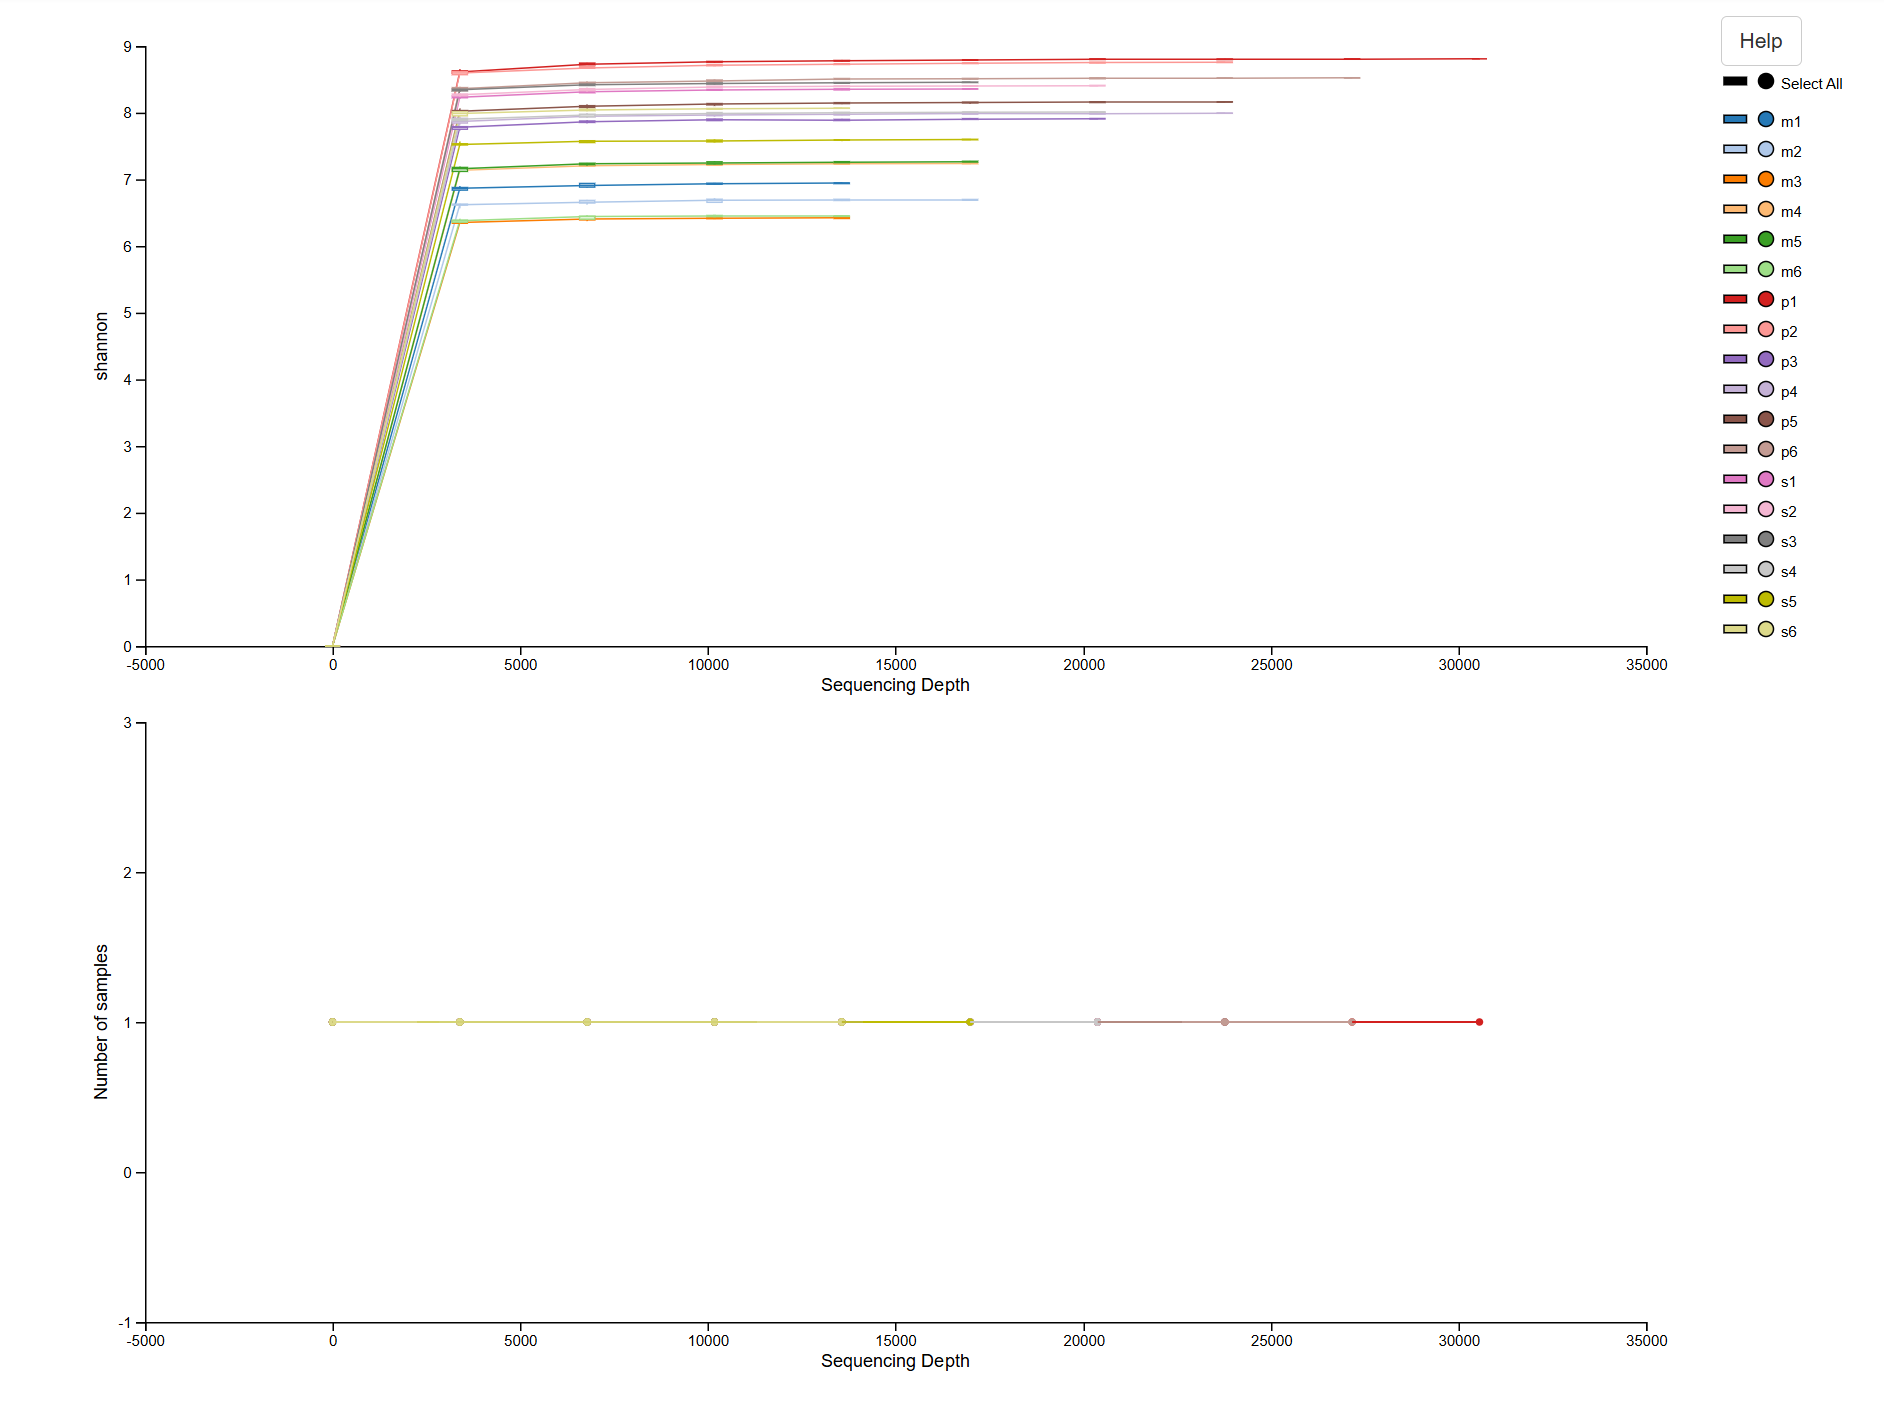 Help
Select All
m1
m2
m3
m4
m5
m6
p1
p2
p3
p4
p5
p6
s1
s2
s3
s4
s5
s6
shannon
9
8
7
6
5
4
3
2
1
0
-5000 0 5000 10000 15000 20000 25000 30000 35000
Sequencing Depth
Number of samples
3
2
1
0
-1
-5000 0 5000 10000 15000 20000 25000 30000 35000
Sequencing Depth